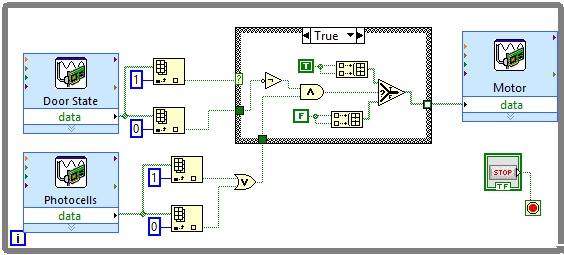 True
Door State
data
1
0
?
T
F
?
Motor
data
Photocells
data
1
0
V
Λ
STOP
TF
i